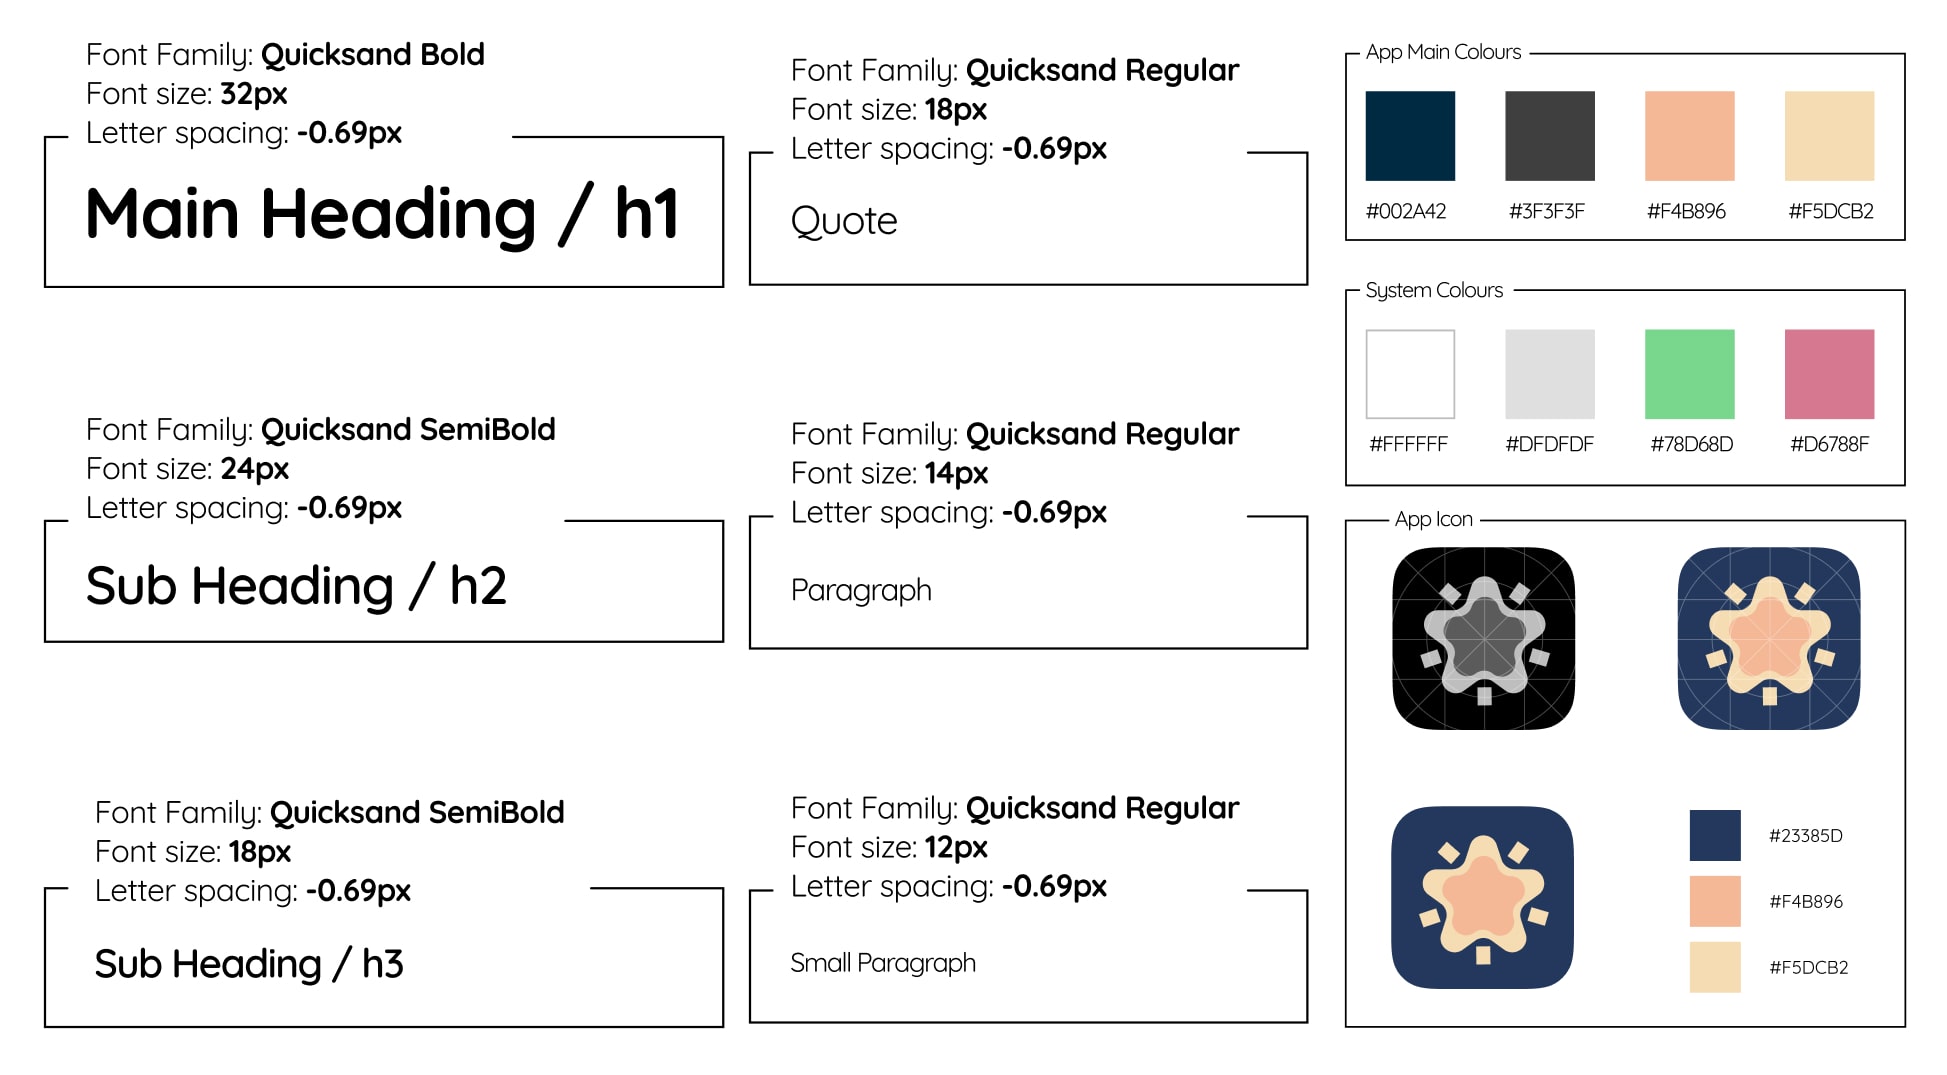 Font Family: Quicksand Bold
Font size: 32px
Letter spacing: -0.69px
Main Heading / h1
Font Family: Quicksand SemiBold
Font size: 24px
Letter spacing: -0.69px
Sub Heading / h2
Font Family: Quicksand SemiBold
Font size: 18px
Letter spacing: -0.69px
Sub Heading / h3
Font Family: Quicksand Regular
Font size: 18px
Letter spacing: -0.69px
Quote
Font Family: Quicksand Regular
Font size: 14px
Letter spacing: -0.69px
Paragraph
Font Family: Quicksand Regular
Font size: 12px
Letter spacing: -0.69px
Small Paragraph
App Main Colours
#002A42 #3F3F3F #F4B896 #F5DCB2
System Colours
#FFFFFF #DFDFDF #78D68D #D6788F
App Icon
#23385D
#F4B896
#F5DCB2